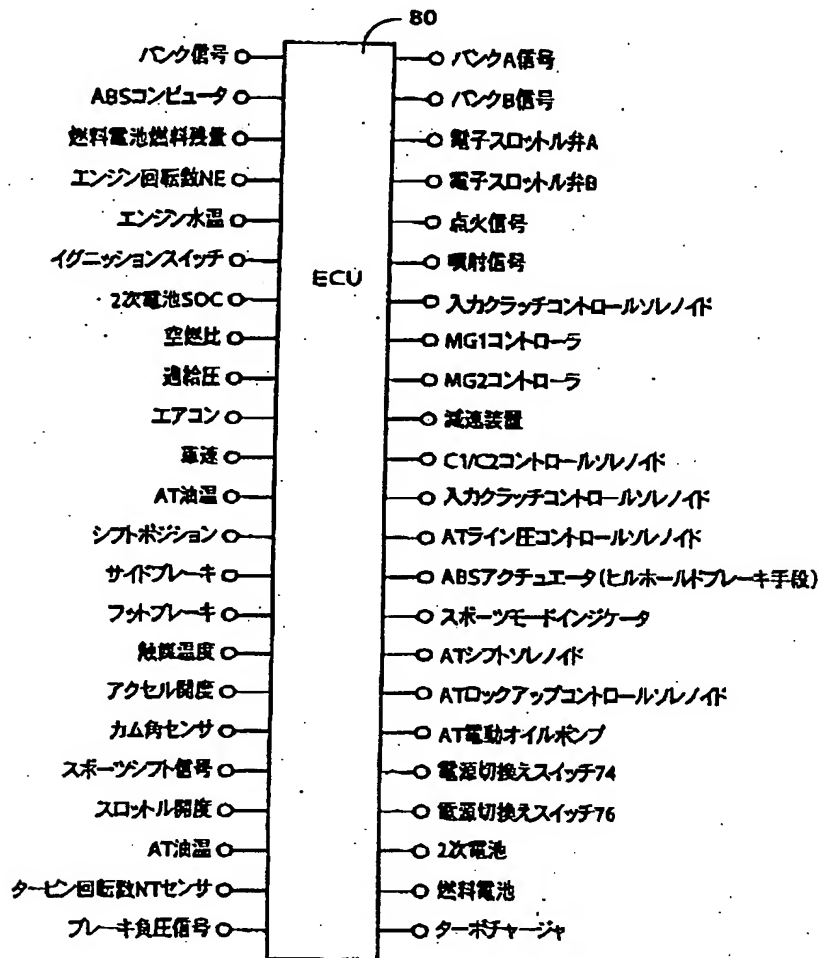 80
バンク信号
ABSコンピュータ
燃料電池燃料残量
エンジン回転数NE
エンジン水温
イグニッションスイッチ
2次電池SOC
空燃比
過給圧
エアコン
車速
AT油温
シフトポジション
サイドブレーキ
フットブレーキ
触媒温度
アクセル開度
カム角センサ
スポーツシフト信号
スロットル開度
AT油温
タービン回転数NTセンサ
ブレーキ負圧信号
ECU
バンクA信号
バンクB信号
電子スロットル弁A
電子スロットル弁B
点火信号
噴射信号
入力クラッチコントロールソレノイド
MG1コントローラ
MG2コントローラ
減速装置
C1/C2コントロールソレノイド
入力クラッチコントロールソレノイド
ATライン圧コントロールソレノイド
ABSアクチュエータ(ヒルホールドブレーキ手段)
スポーツモードインジケータ
ATシフトソレノイド
ATロックアップコントロールソレノイド
AT電動オイルポンプ
電源切換えスイッチ74
電源切換えスイッチ76
2次電池
燃料電池
ターボチャージャ